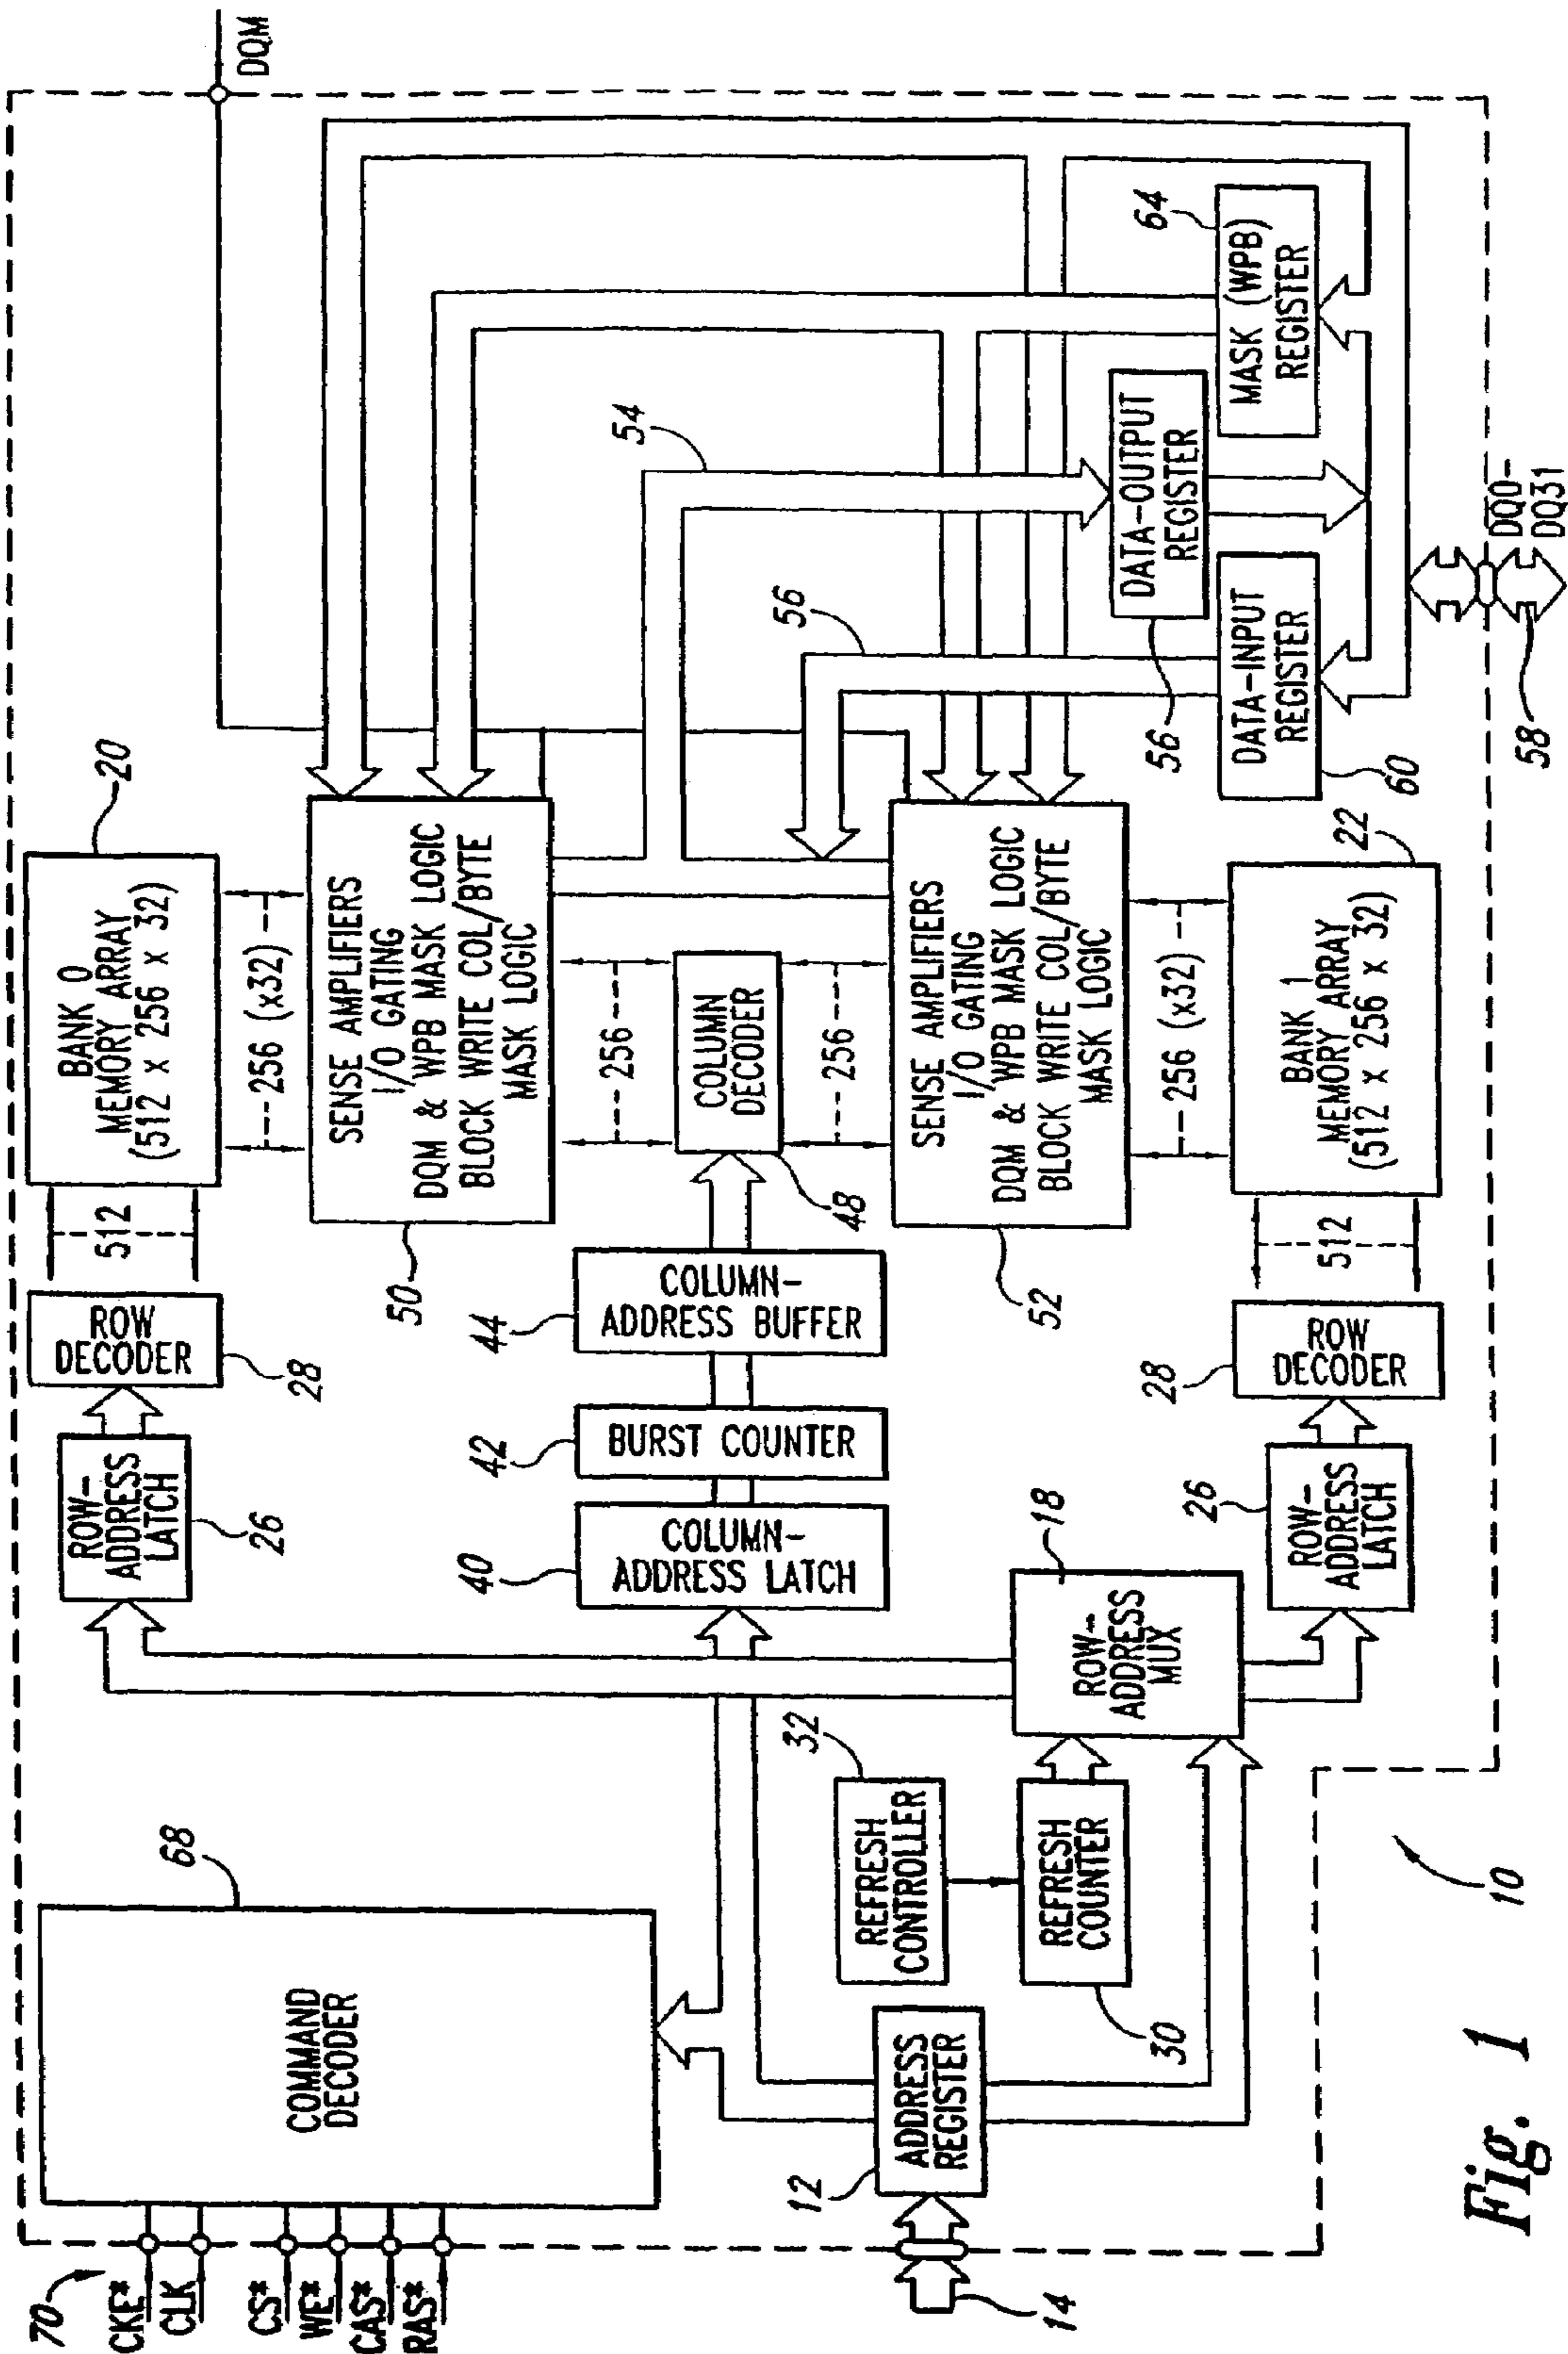 70
CKE*
CLK
CS*
WE*
CAS*
RAS*
COMMAND
DECODER
68
ROW-
ADDRESS
LATCH
26
ROW
DECODER
28
512
BANK 0
MEMORY ARRAY
(512 x 256 x 32)
20
256 (x32)
SENSE AMPLIFIERS
I/O GATING
DQM & WPB MASK LOGIC
BLOCK WRITE COL/BYTE
MASK LOGIC
50
DQM
256
COLUMN-
ADDRESS LATCH
40
BURST COUNTER
42
COLUMN-
ADDRESS BUFFER
44
COLUMN
DECODER
48
256
54
56
14
12
ADDRESS
REGISTER
REFRESH
CONTROLLER
32
REFRESH
COUNTER
30
ROW-
ADDRESS
MUX
18
SENSE AMPLIFIERS
I/O GATING
DQM & WPB MASK LOGIC
BLOCK WRITE COL/BYTE
MASK LOGIC
52
256 (x32)
ROW-
ADDRESS
LATCH
26
ROW
DECODER
28
512
BANK 1
MEMORY ARRAY
(512 x 256 x 32)
22
DATA-OUTPUT
REGISTER
56
DATA-INPUT
REGISTER
60
MASK (WPB)
REGISTER
64
DQ0-
DQ31
58
10
Fig. 1